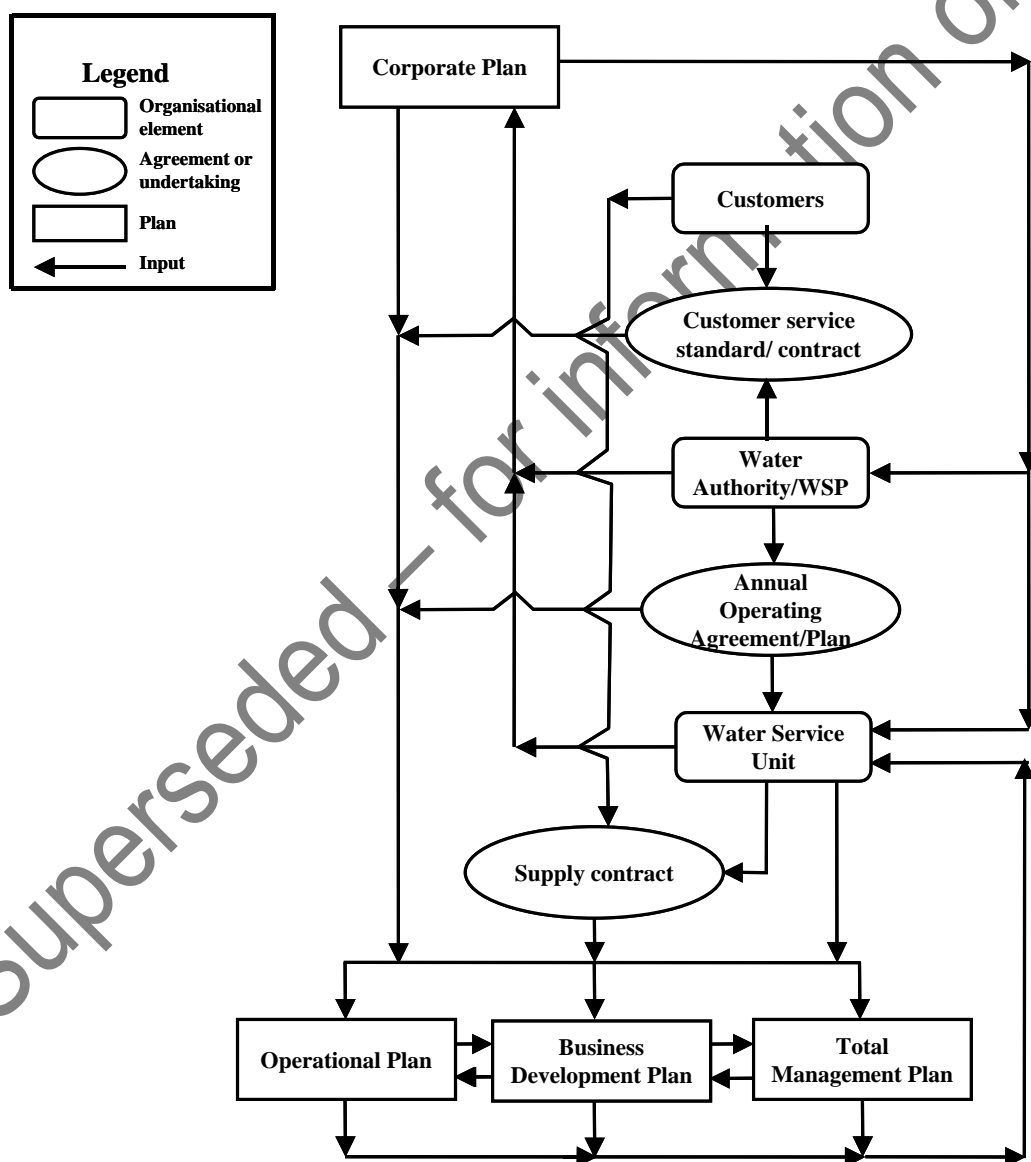 Legend
Organisational
element
Agreement or
undertaking
Plan
Input
Corporate Plan
Customers
Customer service
standard/ contract
Water
Authority/WSP
Annual
Operating
Agreement/Plan
Water Service
Unit
Supply contract
Operational Plan
Business
Development Plan
Total
Management Plan
Superseded – for information